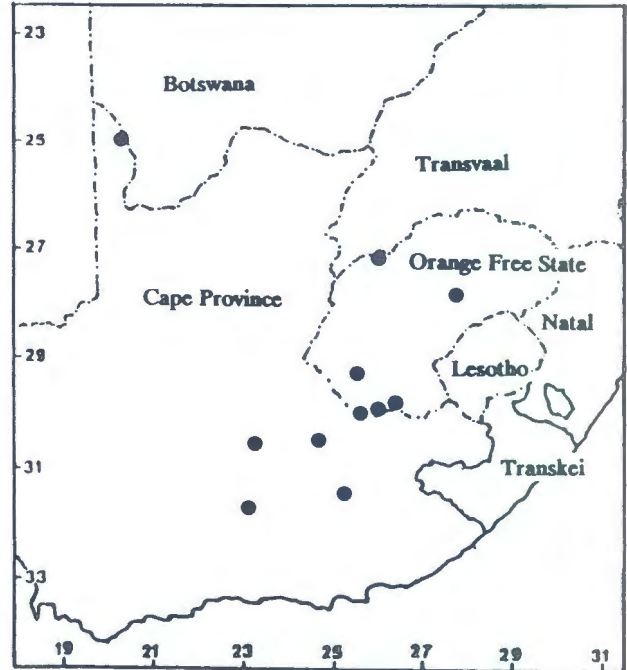 23
Botswana
25
Transvaal
27
Orange Free State
Cape Province
Natal
29
Lesotho
31
Transkei
33
19 21 23 25 27 29 31